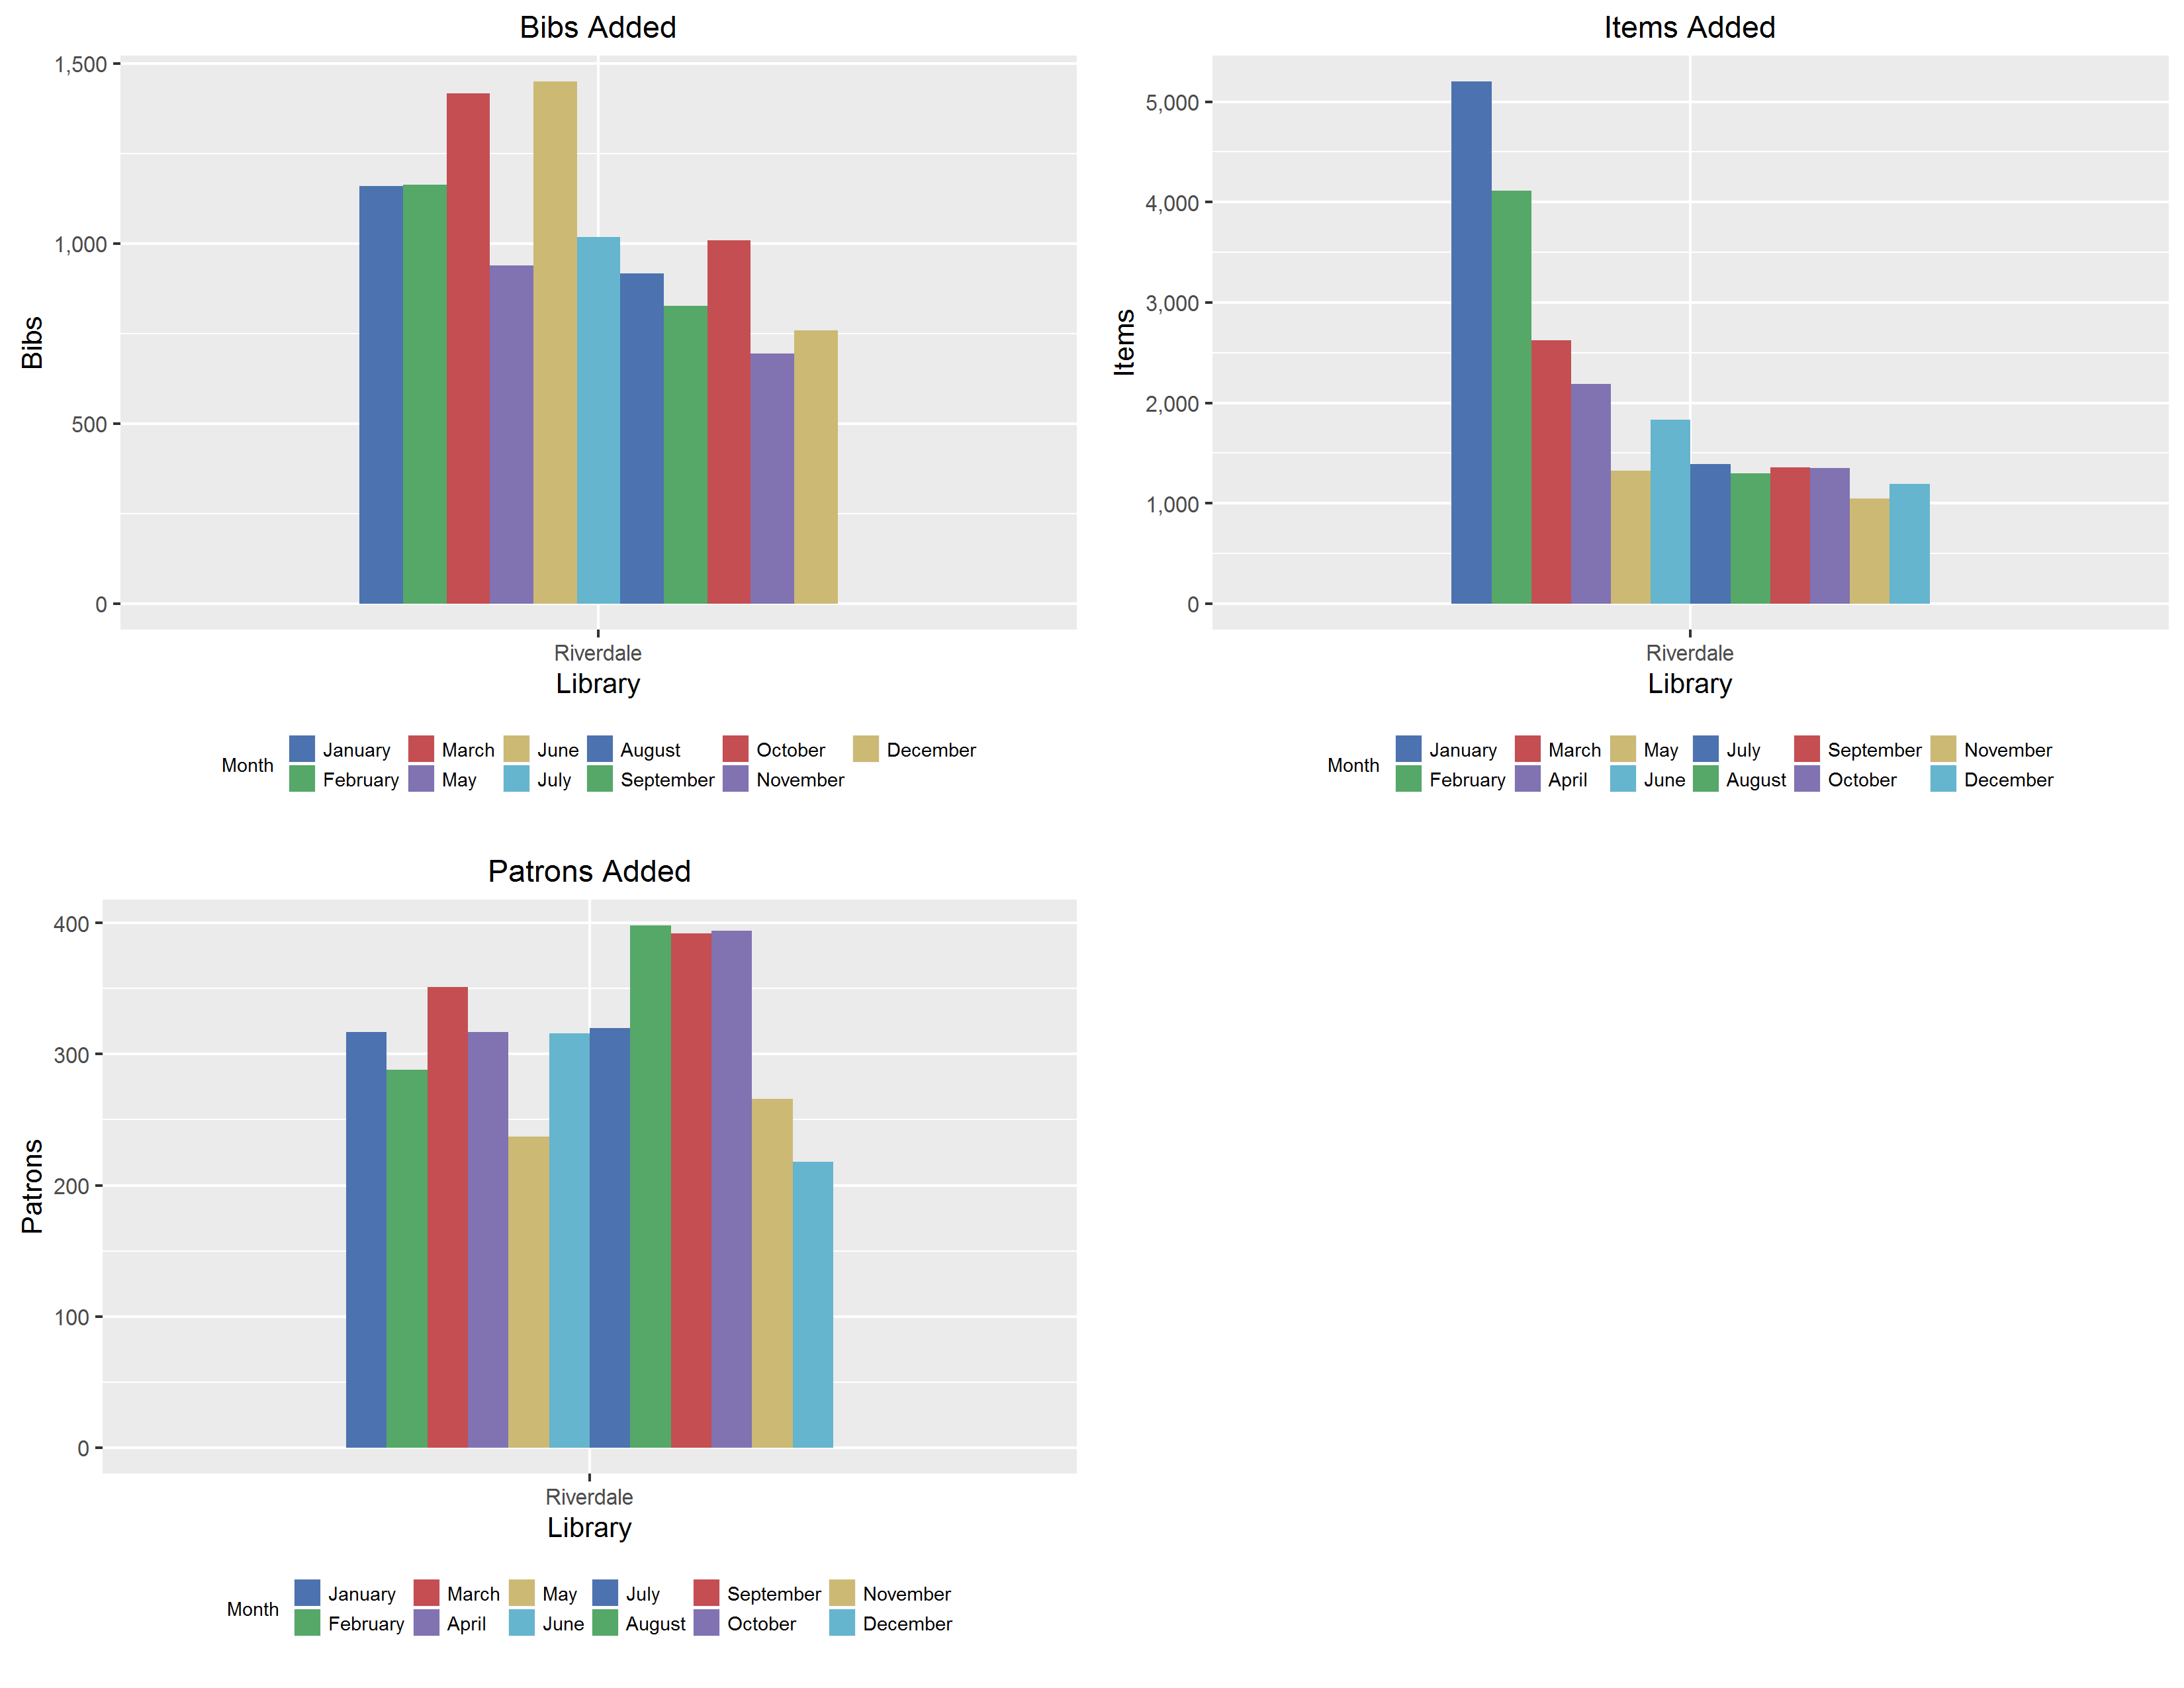 Bibs Added
1,500
1,000
500
0
Bibs
Riverdale
Library
Month
January March June August October December
February May July September November
Items Added
5,000
4,000
3,000
2,000
1,000
0
Items
Riverdale
Library
Month
January March May July September November
February April June August October December
Patrons Added
400
300
200
100
0
Patrons
Riverdale
Library
Month
January March May July September November
February April June August October December